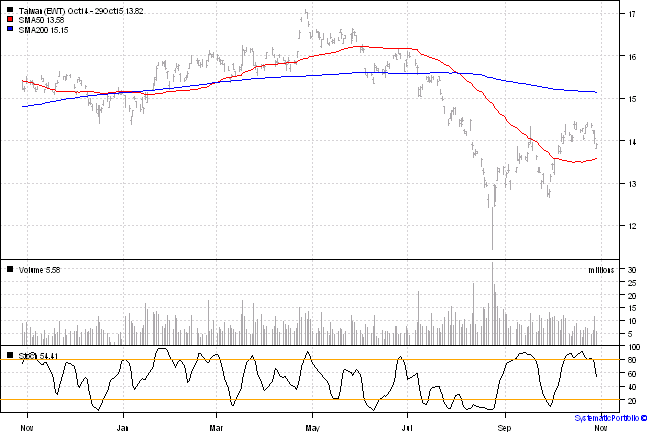 Taiwan (EWT) Oct14 - 29Oct15 13.82
SMA50 13.58
SMA200 15.15
17
16
15
14
13
12
Volume 5.58
millions
30
25
20
15
10
5
Stoch 54.41
100
80
60
40
20
Nov
Jan
Mar
May
Jul
Sep
Nov
SystematicPortfolio ©